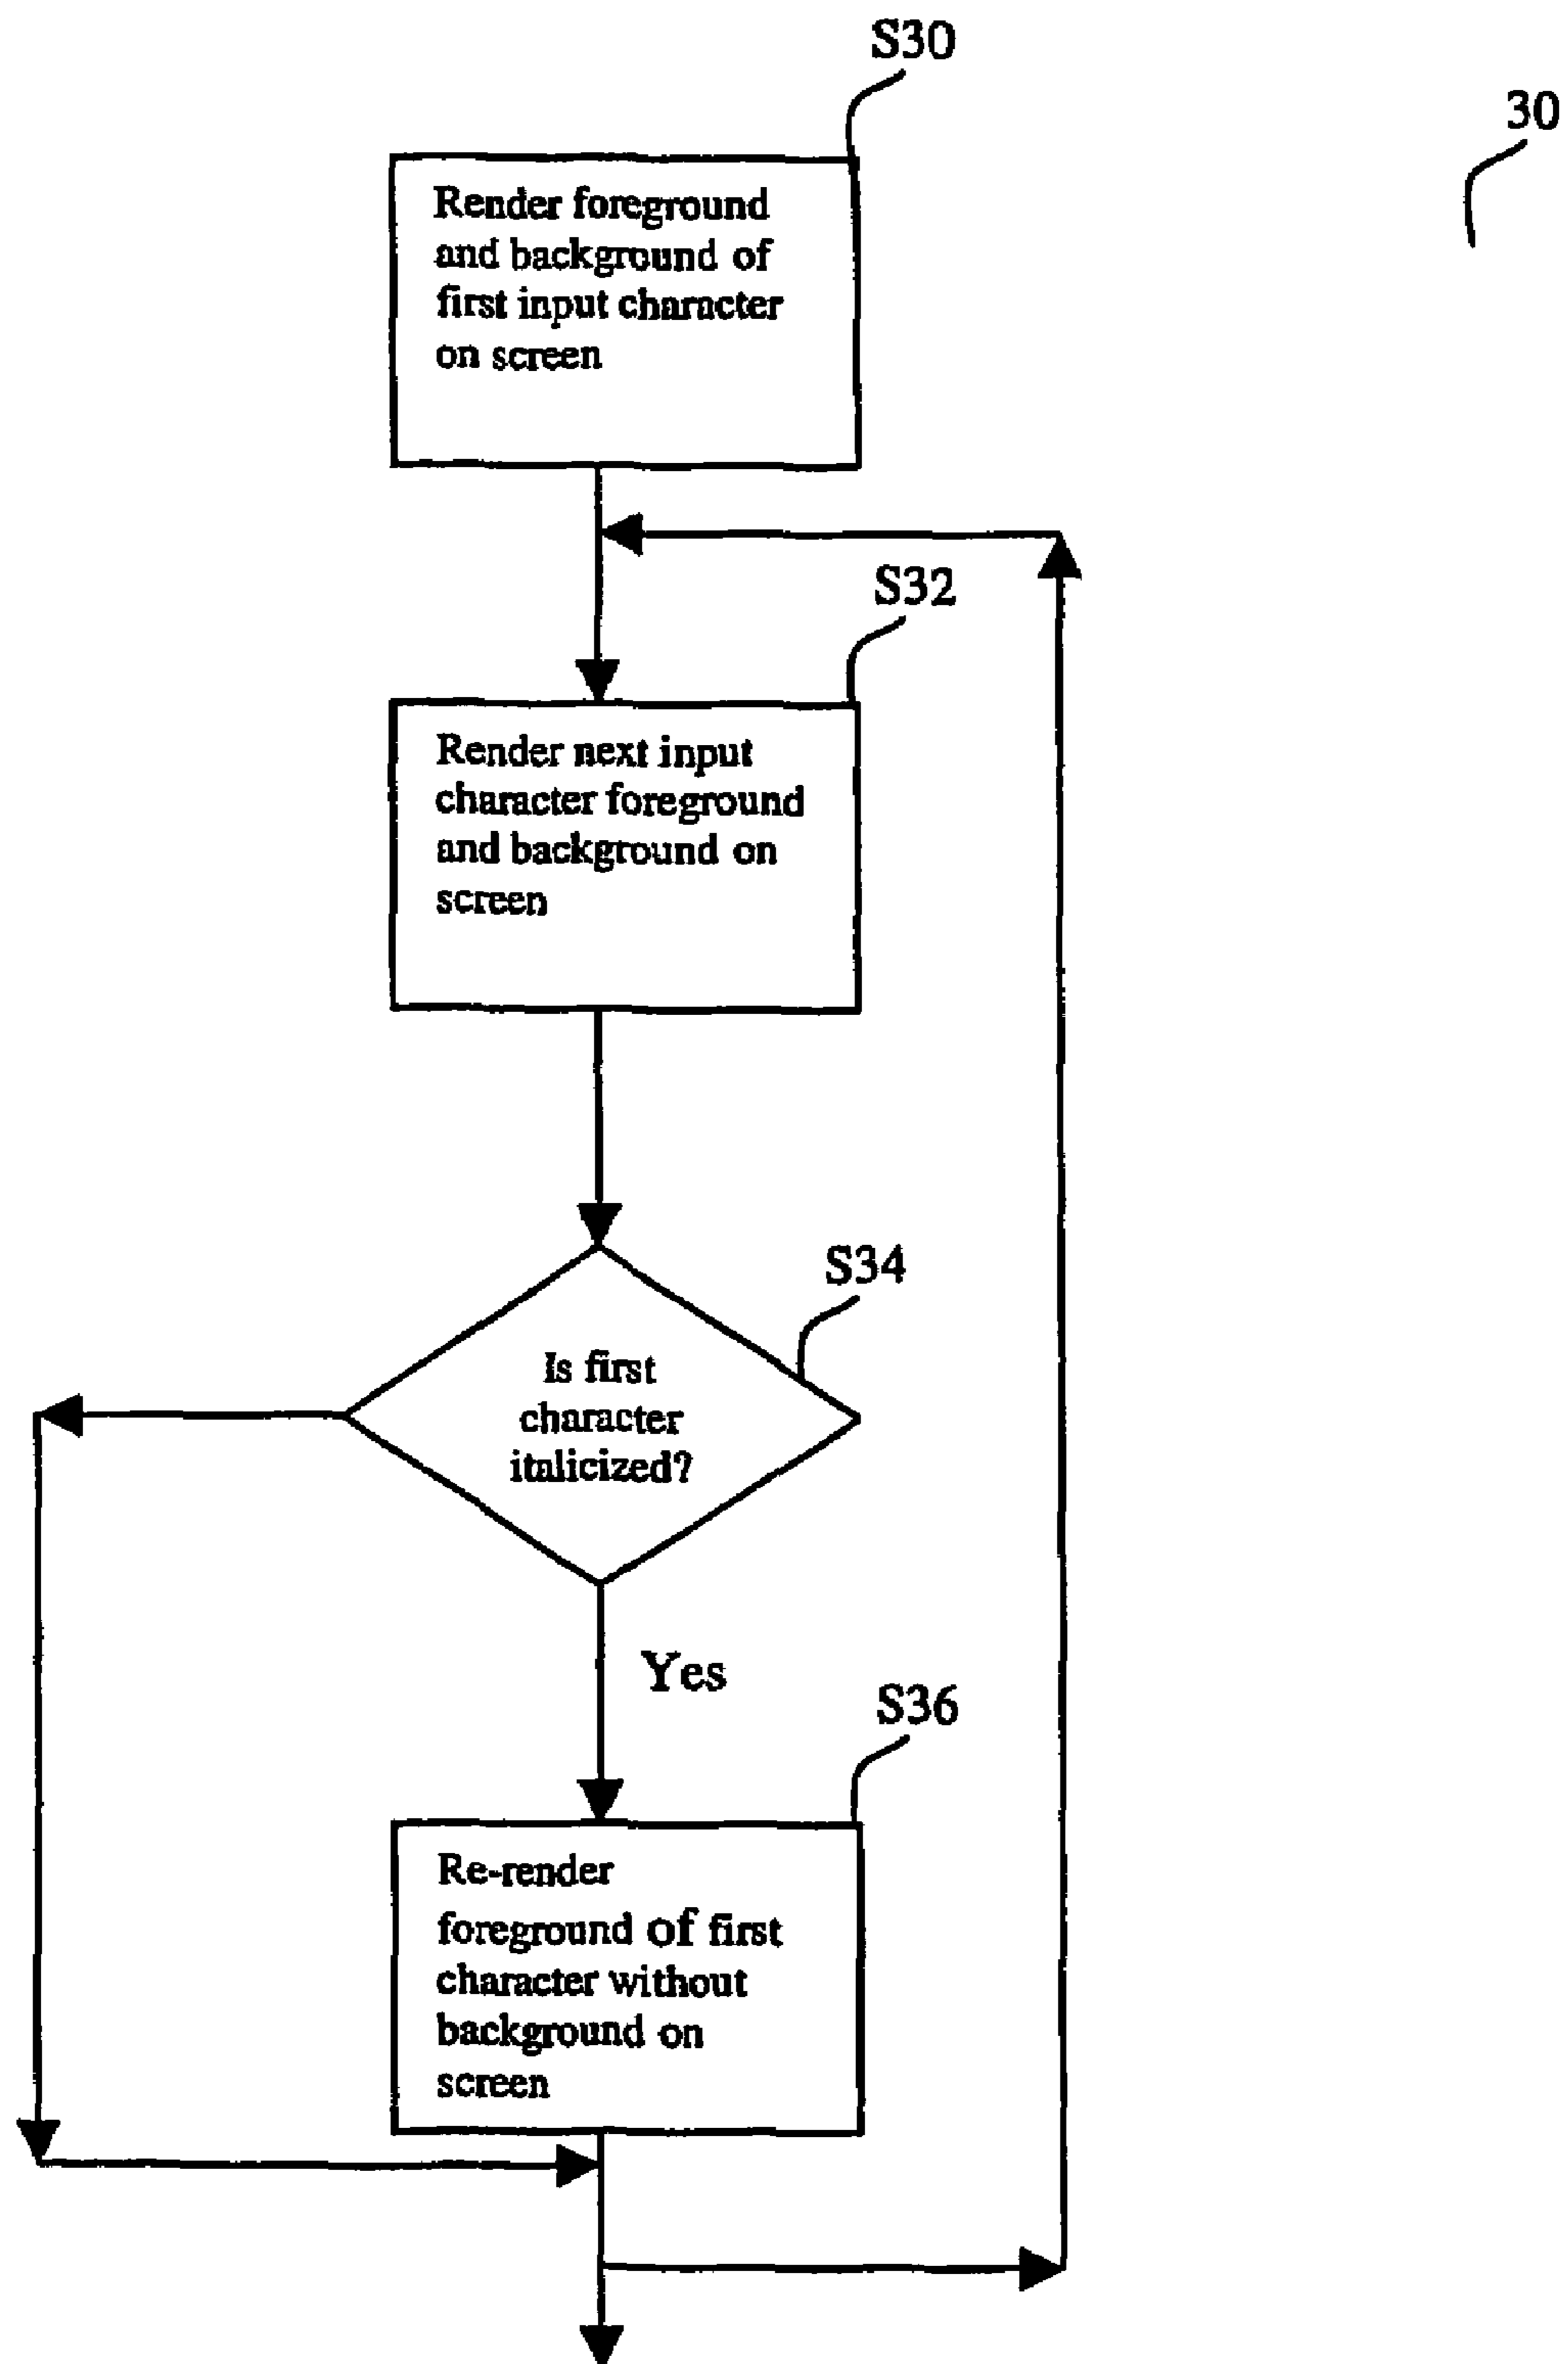 S30
30
Render foreground
and background of
first input character
on screen
S32
Render next input
character foreground
and background on
screen
S34
Is first
character
italicized?
Yes
S36
Re-render
foreground of first
character without
background on
screen